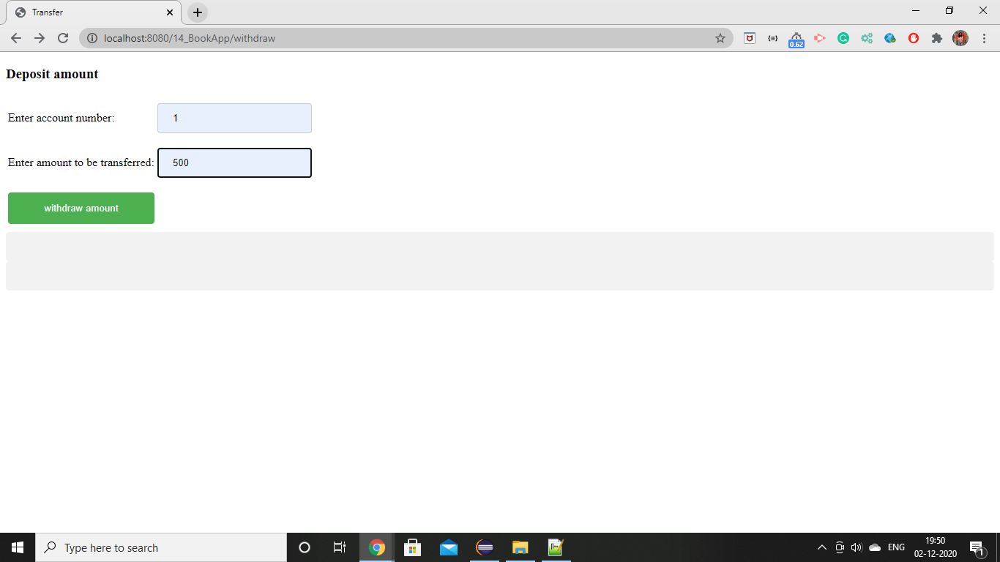 Transfer
localhost:8080/14_BookApp/withdraw
0.62
Deposit amount
Enter account number:
1
Enter amount to be transferred:
500
withdraw amount
Type here to search
ENG
19:50
02-12-2020
1